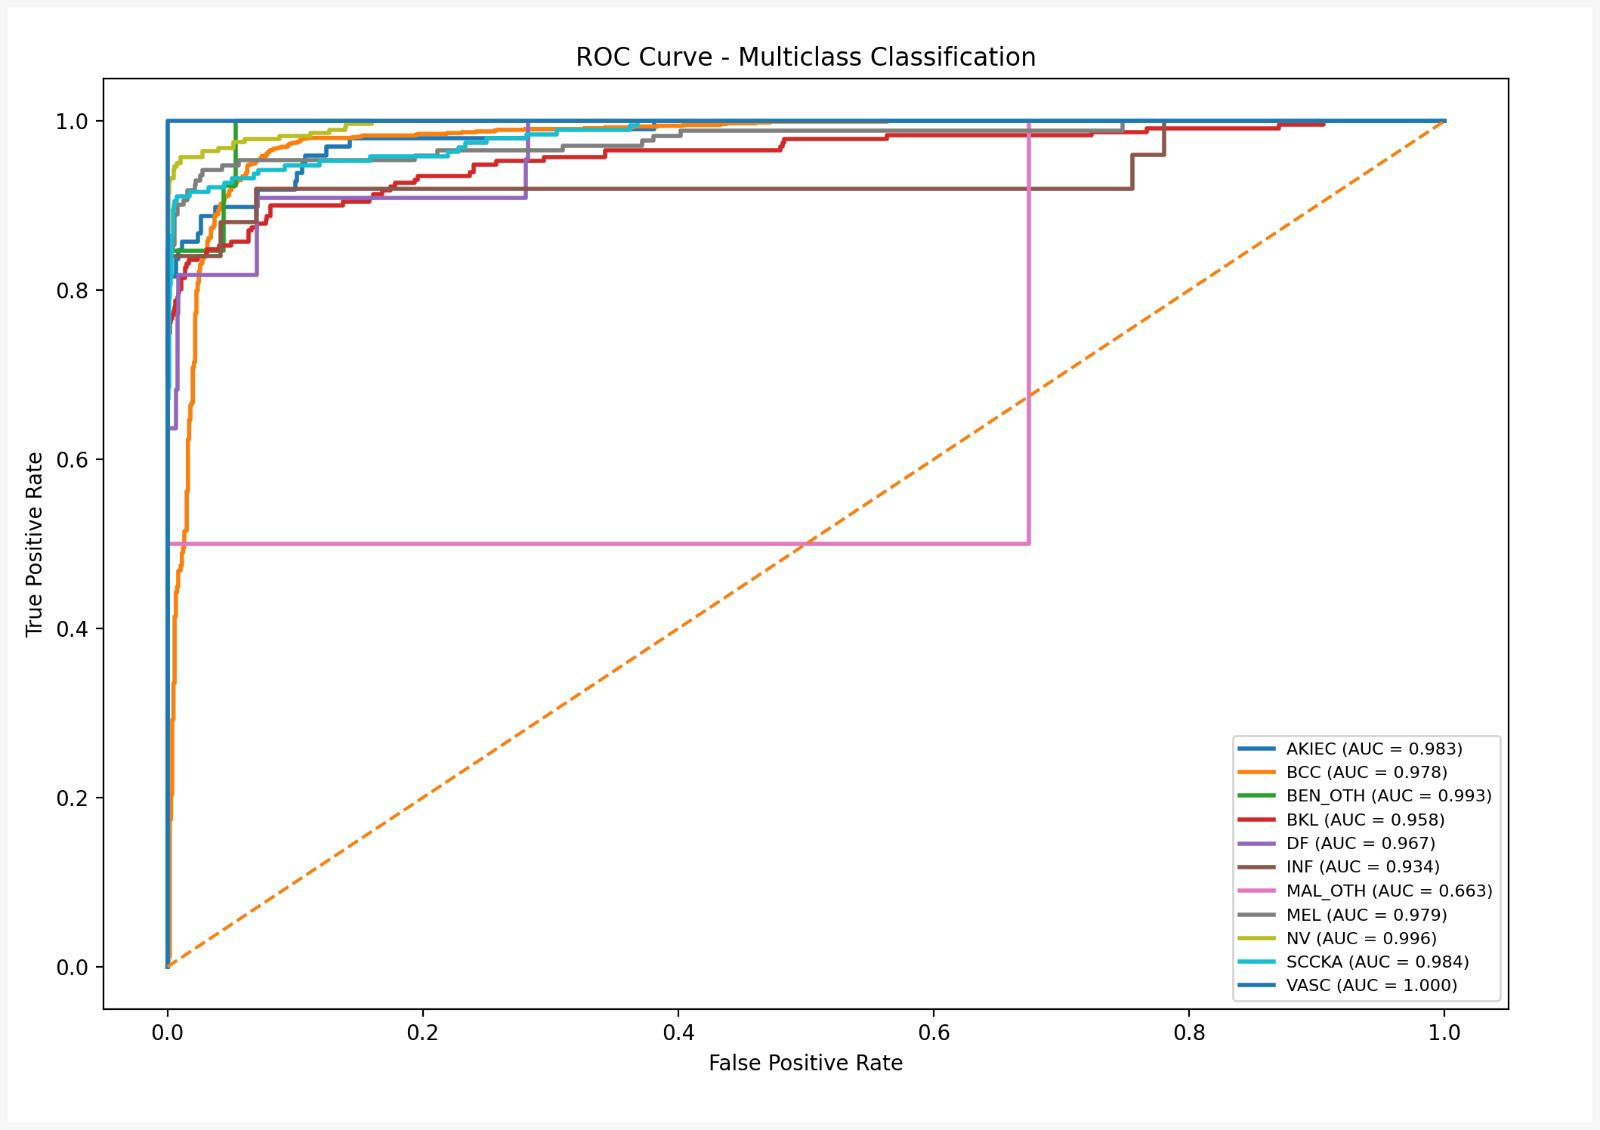 ROC Curve - Multiclass Classification
True Positive Rate
1.0
0.8
0.6
0.4
0.2
0.0
AKIEC (AUC = 0.983)
BCC (AUC = 0.978)
BEN_OTH (AUC = 0.993)
BKL (AUC = 0.958)
DF (AUC = 0.967)
INF (AUC = 0.934)
MAL_OTH (AUC = 0.663)
MEL (AUC = 0.979)
NV (AUC = 0.996)
SCCKA (AUC = 0.984)
VASC (AUC = 1.000)
0.0 0.2 0.4 0.6 0.8 1.0
False Positive Rate